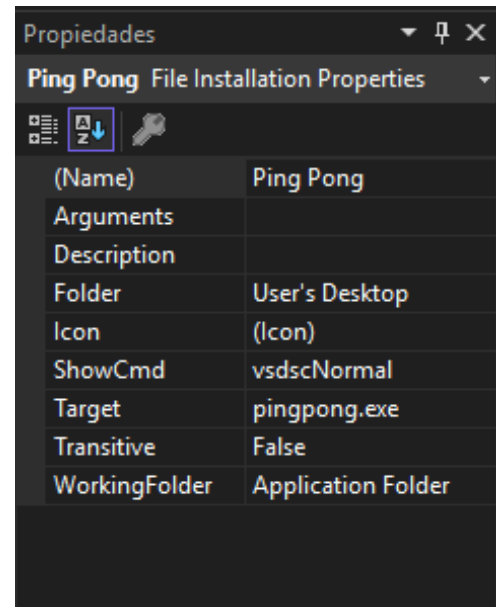 Propiedades
Ping Pong File Installation Properties
(Name) Ping Pong
Arguments
Description
Folder User's Desktop
Icon (Icon)
ShowCmd vsdscNormal
Target pingpong.exe
Transitive False
WorkingFolder Application Folder